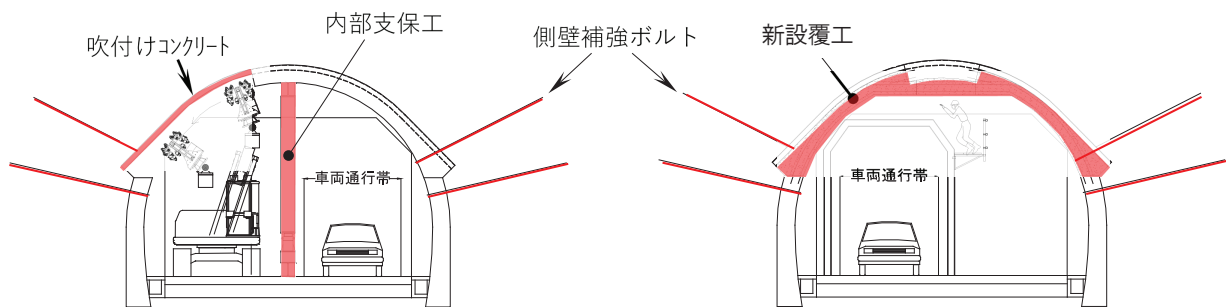 内部支保工
吹付けコンクリート
側壁補強ボルト
新設覆工
車両通行帯
車両通行帯